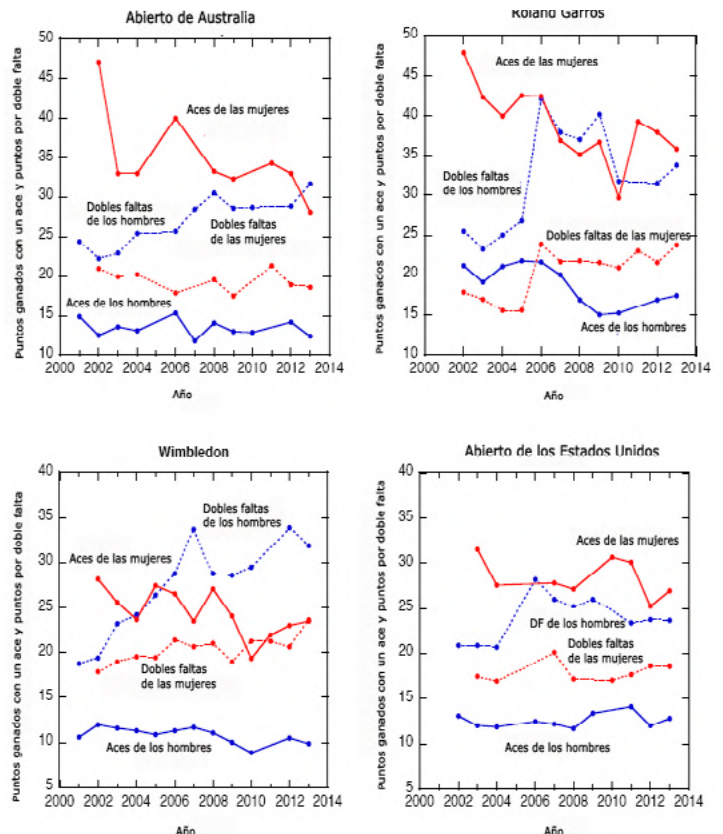 Abierto de Australia
Puntos ganados con un ace y puntos por doble falta
50
45
40
35
30
25
20
15
10
Aces de las mujeres
Dobles faltas
de los hombres
Dobles faltas
de las mujeres
Aces de los hombres
2000 2002 2004 2006 2008 2010 2012 2014
Año
Roland Garros
Puntos ganados con un ace y puntos por doble falta
50
45
40
35
30
25
20
15
10
Aces de las mujeres
Dobles faltas
de los hombres
Dobles faltas de las mujeres
Aces de los hombres
2000 2002 2004 2006 2008 2010 2012 2014
Año
Wimbledon
Puntos ganados con un ace y puntos por doble falta
40
35
30
25
20
15
10
5
Dobles faltas
de los hombres
Aces de las mujeres
Dobles faltas
de las mujeres
Aces de los hombres
2000 2002 2004 2006 2008 2010 2012 2014
Año
Abierto de los Estados Unidos
Puntos ganados con un ace y puntos por doble falta
40
35
30
25
20
15
10
5
Aces de las mujeres
DF de los hombres
Dobles faltas
de las mujeres
Aces de los hombres
2000 2002 2004 2006 2008 2010 2012 2014
Año